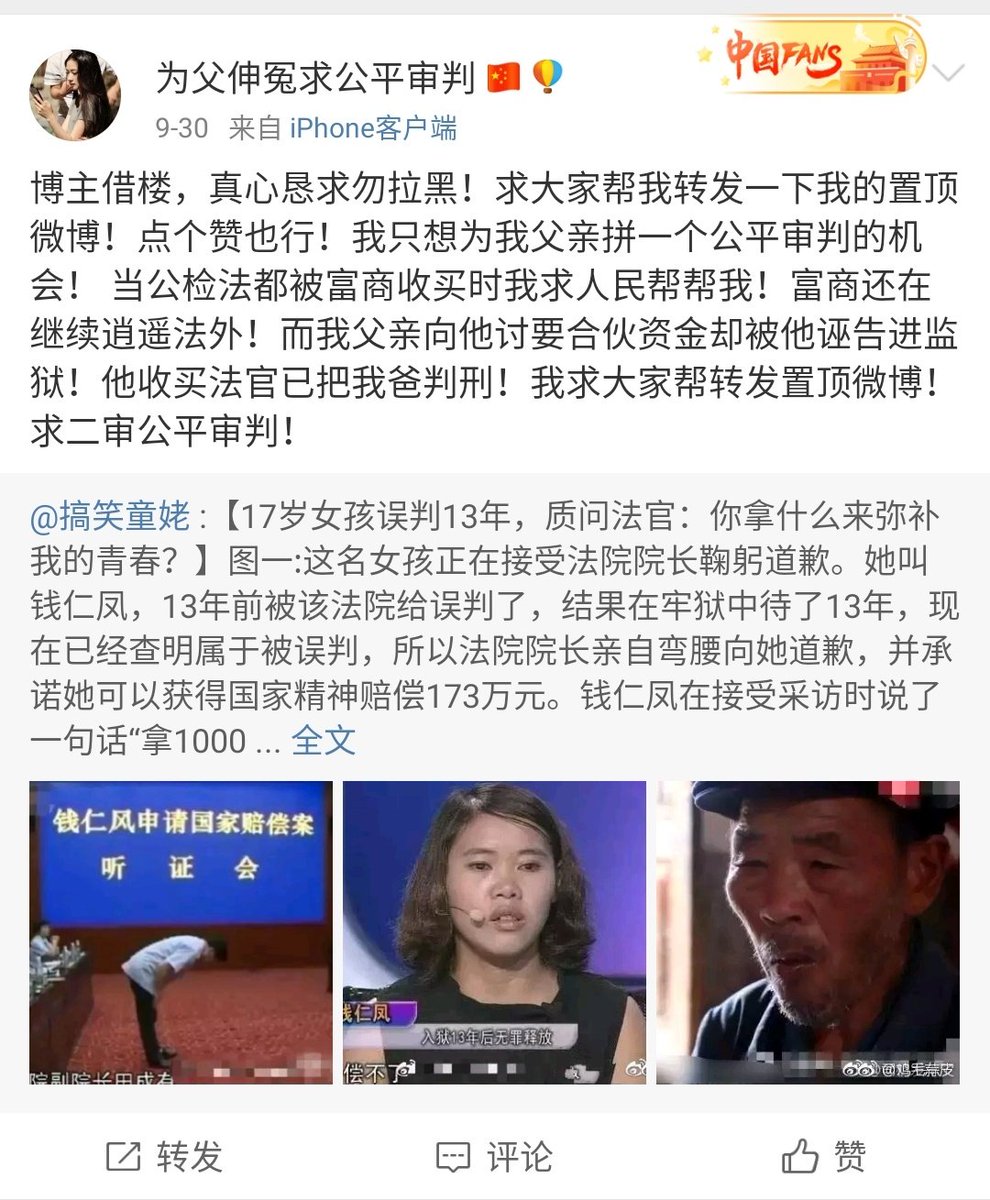 为父伸冤求公平审判
中国FANS
9-30 来自 iPhone客户端
博主借楼，真心恳求勿拉黑！求大家帮我转发一下我的置顶
微博！点个赞也行！我只想为我父亲拼一个公平审判的机
会！ 当公检法都被富商收买时我求人民帮帮我！富商还在
继续逍遥法外！而我父亲向他讨要合伙资金却被他诬告进监
狱！他收买法官已把我爸判刑！我求大家帮转发置顶微博！
求二审公平审判！
@搞笑童姥 :【17岁女孩误判13年，质问法官：你拿什么来弥补
我的青春？】图一:这名女孩正在接受法院院长鞠躬道歉。她叫
钱仁凤，13年前被该法院给误判了，结果在牢狱中待了13年，现
在已经查明属于被误判，所以法院院长亲自弯腰向她道歉，并承
诺她可以获得国家精神赔偿173万元。钱仁凤在接受采访时说了
一句话“拿1000 ... 全文
钱仁风申请国家赔偿案
听 证 会
院副院长田成有
钱仁凤
入狱13年后无罪释放
偿不了
@鸡毛蒜皮
转发
评论
赞